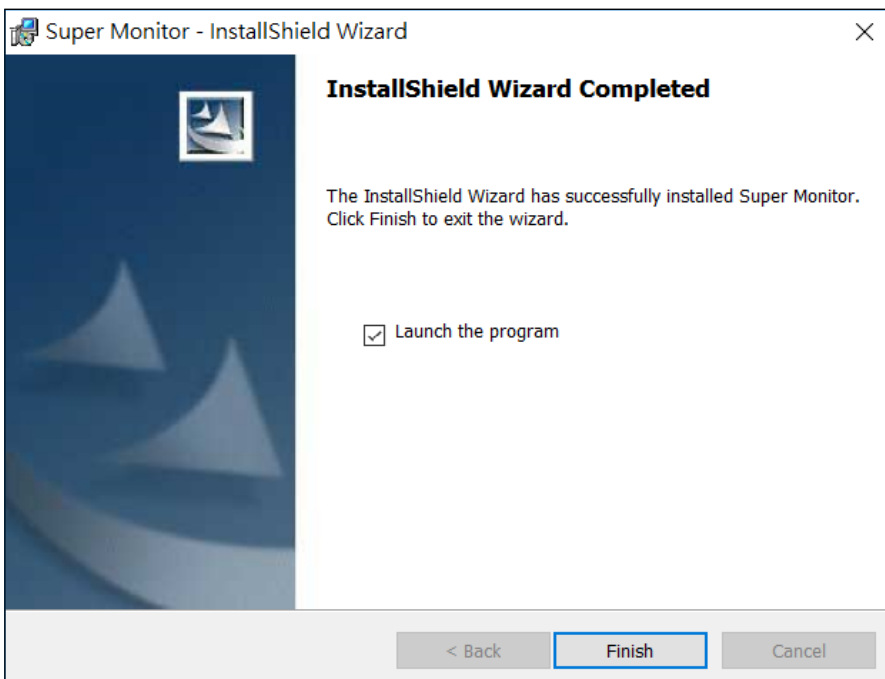 Super Monitor - InstallShield Wizard
InstallShield Wizard Completed
The InstallShield Wizard has successfully installed Super Monitor.
Click Finish to exit the wizard.
Launch the program
< Back
Finish
Cancel